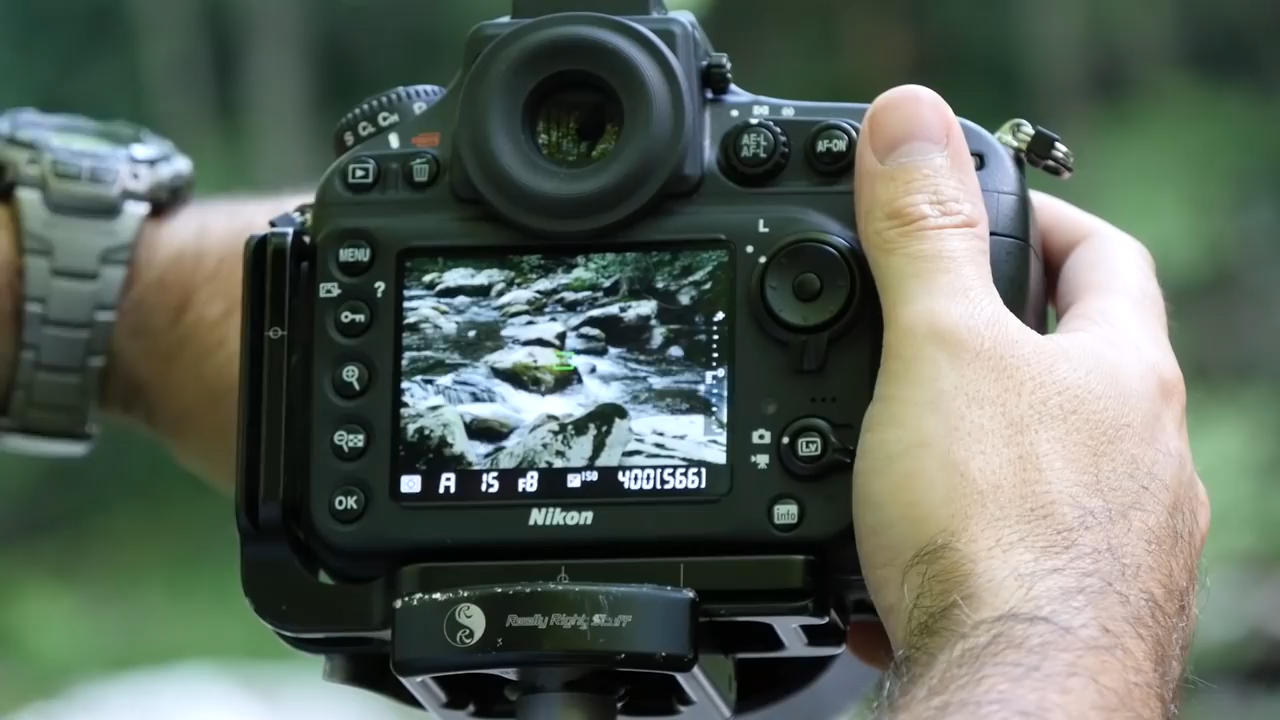 S CL CH
AE-L
AF-L
AF-ON
L
MENU
?
A 15 F8 ISO 400[566]
OK
Nikon
Lv
info
Really Right Stuff